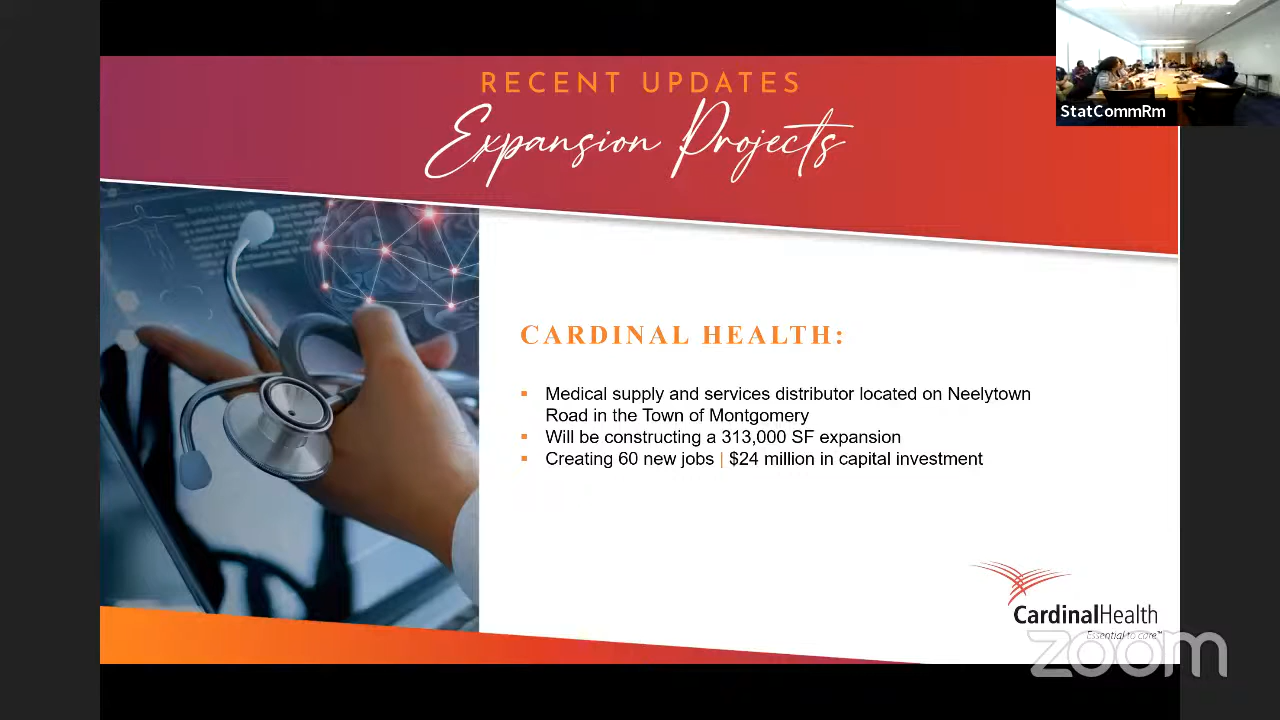 RECENT UPDATES
Expansion Projects
StatCommRm
CARDINAL HEALTH:
▪ Medical supply and services distributor located on Neelytown
Road in the Town of Montgomery
▪ Will be constructing a 313,000 SF expansion
▪ Creating 60 new jobs | $24 million in capital investment
CardinalHealth
Essential to care™
zoom